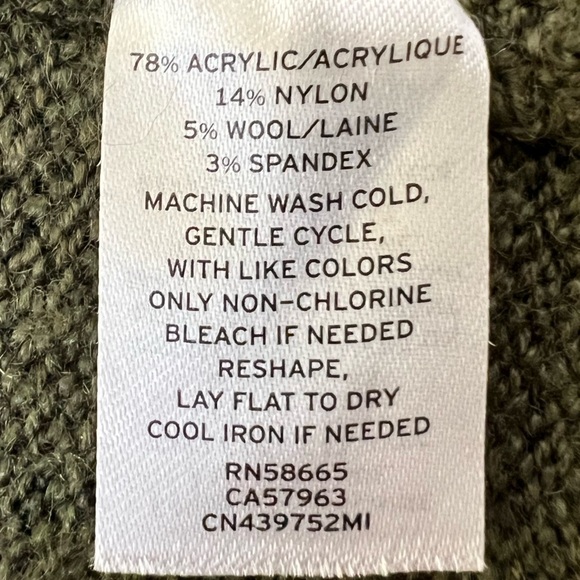 78% ACRYLIC/ACRYLIQUE
14% NYLON
5% WOOL/LAINE
3% SPANDEX
MACHINE WASH COLD,
GENTLE CYCLE,
WITH LIKE COLORS
ONLY NON-CHLORINE
BLEACH IF NEEDED
RESHAPE,
LAY FLAT TO DRY
COOL IRON IF NEEDED
RN58665
CA57963
CN439752MI